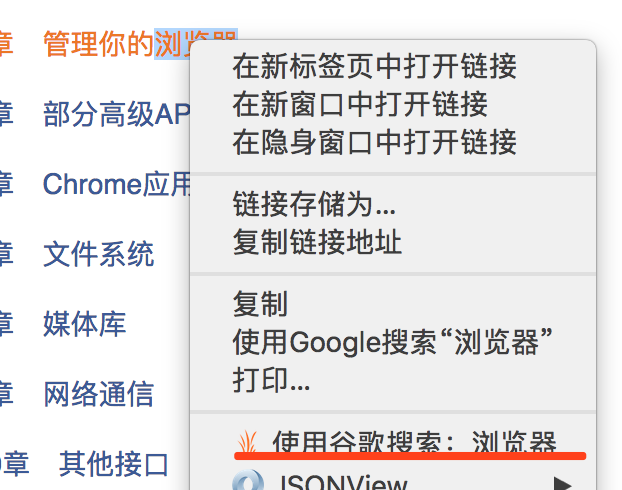 章 管理你的浏览器
章 部分高级AP
章 Chrome应用
章 文件系统
章 媒体库
章 网络通信
章 其他接口
在新标签页中打开链接
在新窗口中打开链接
在隐身窗口中打开链接
链接存储为...
复制链接地址
复制
使用Google搜索“浏览器”
打印...
使用谷歌搜索：浏览器
JSONView